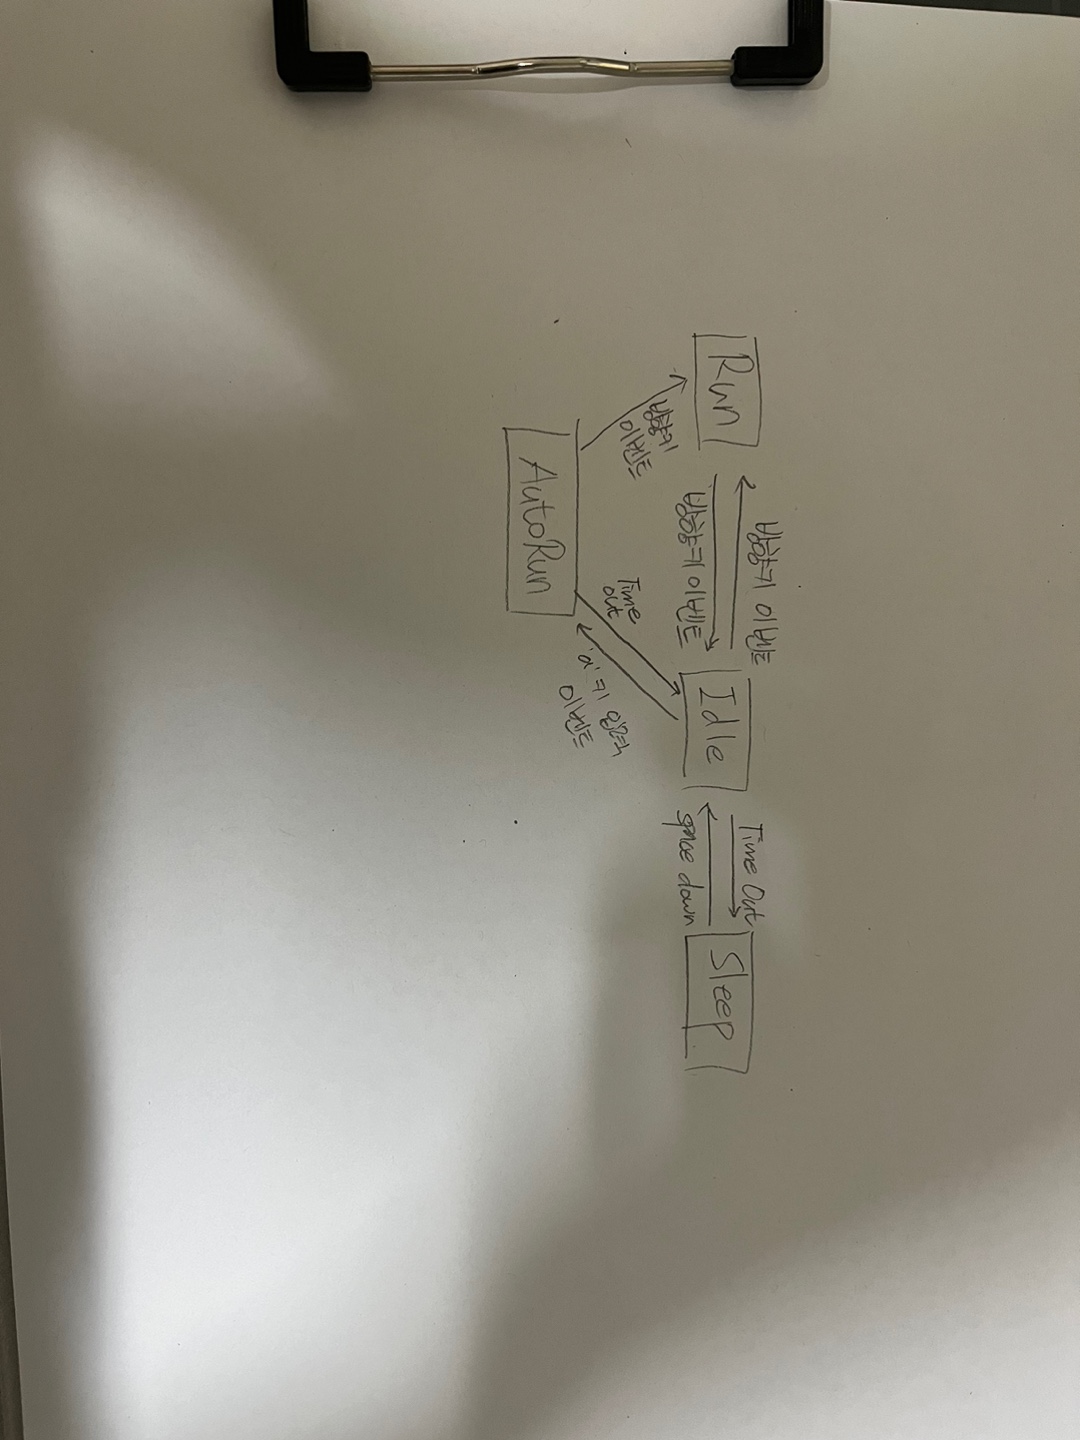 방향키 이벤트
Time Out
Run
Idle
Sleep
방향키 이벤트
space down
방향키
이벤트
Time
out
'a' 키 입력
이벤트
AutoRun